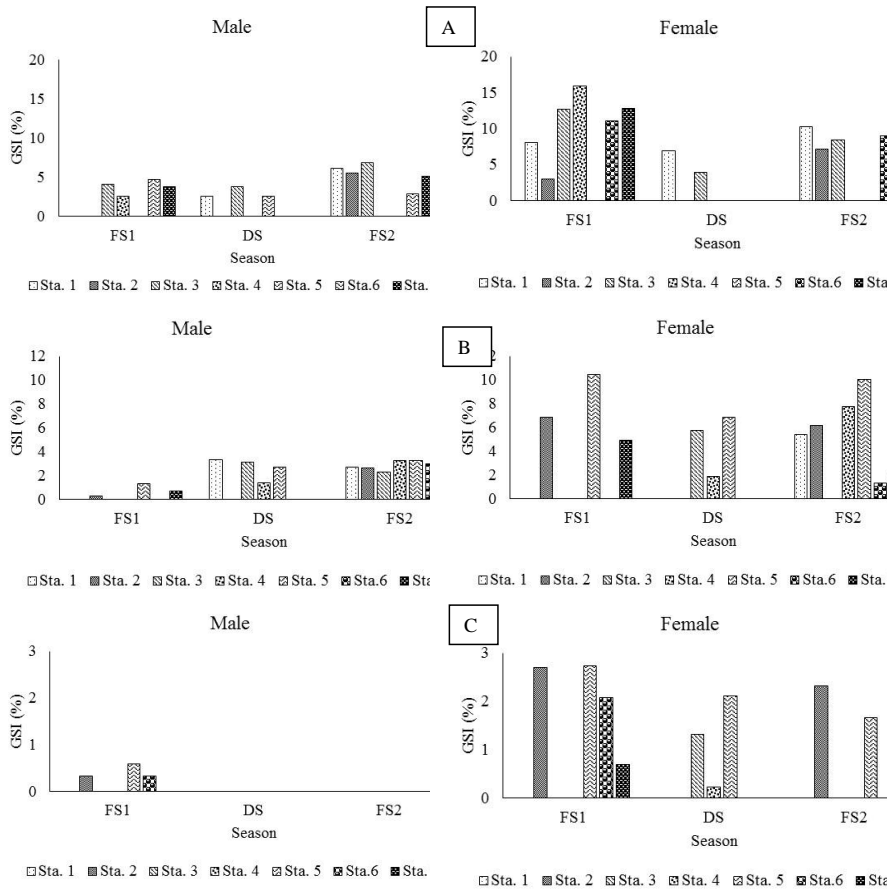 Male
A
Female
20
15
10
5
0
GSI (%)
FS1 DS FS2
Season
Sta. 1 Sta. 2 Sta. 3 Sta. 4 Sta. 5 Sta.6 Sta.
20
15
10
5
0
GSI (%)
FS1 DS FS2
Season
Sta. 1 Sta. 2 Sta. 3 Sta. 4 Sta. 5 Sta.6 Sta
Male
B
Female
12
10
8
6
4
2
0
GSI (%)
FS1 DS FS2
Season
Sta. 1 Sta. 2 Sta. 3 Sta. 4 Sta. 5 Sta.6 Sta
2
10
8
6
4
2
0
GSI (%)
FS1 DS FS2
Season
Sta. 1 Sta. 2 Sta. 3 Sta. 4 Sta. 5 Sta.6 Sta
Male
C
Female
3
2
1
0
GSI (%)
FS1 DS FS2
Season
Sta. 1 Sta. 2 Sta. 3 Sta. 4 Sta. 5 Sta.6 Sta.
3
2
1
0
GSI (%)
FS1 DS FS2
Season
Sta. 1 Sta. 2 Sta. 3 Sta. 4 Sta. 5 Sta.6 Sta